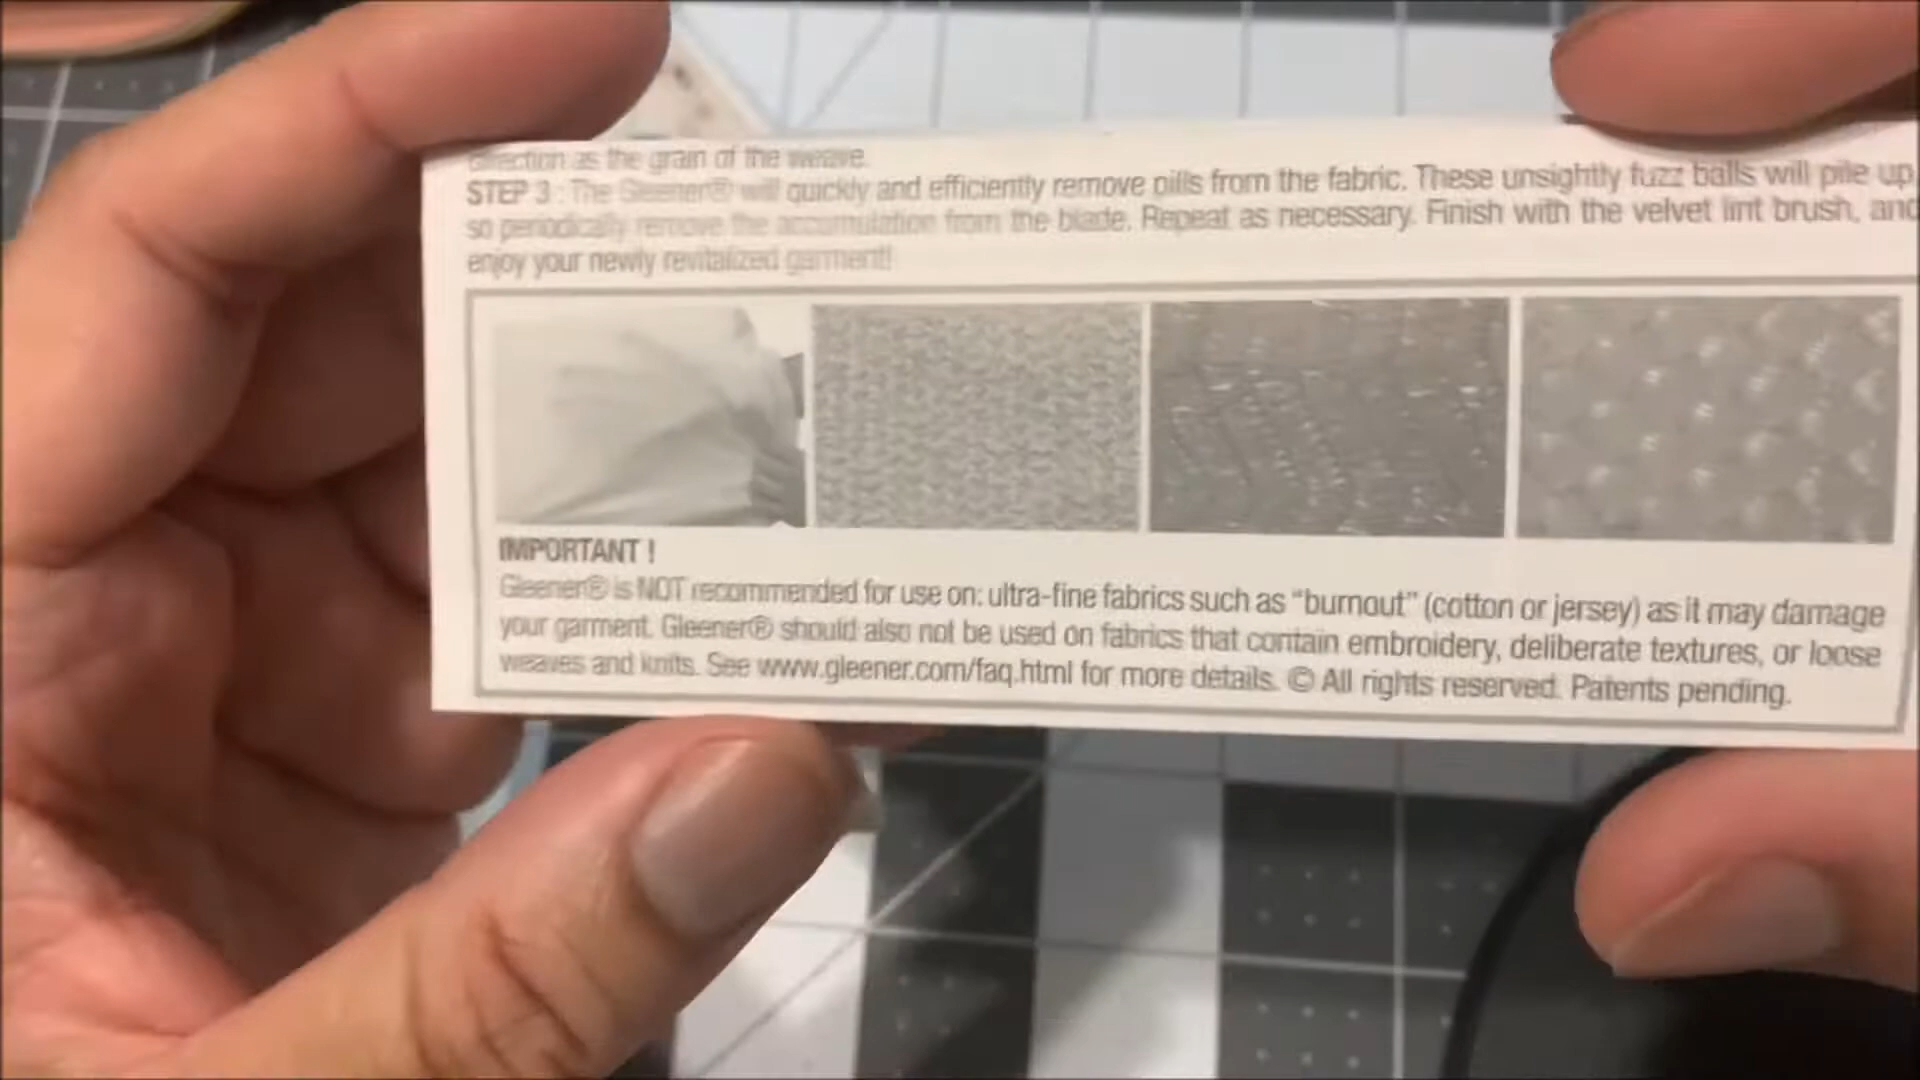 direction as the grain of the weave.
STEP 3 : The Gleener® will quickly and efficiently remove pills from the fabric. These unsightly fuzz balls will pile up,
so periodically remove the accumulation from the blade. Repeat as necessary. Finish with the velvet lint brush, and
enjoy your newly revitalized garment!
IMPORTANT !
Gleener® is NOT recommended for use on: ultra-fine fabrics such as “burnout” (cotton or jersey) as it may damage
your garment. Gleener® should also not be used on fabrics that contain embroidery, deliberate textures, or loose
weaves and knits. See www.gleener.com/faq.html for more details. © All rights reserved. Patents pending.